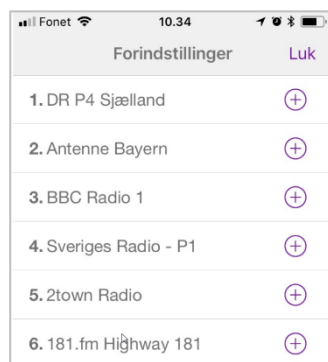 Fonet 10.34
Forindstillinger Luk
1. DR P4 Sjælland
2. Antenne Bayern
3. BBC Radio 1
4. Sveriges Radio - P1
5. 2town Radio
6. 181.fm Highway 181